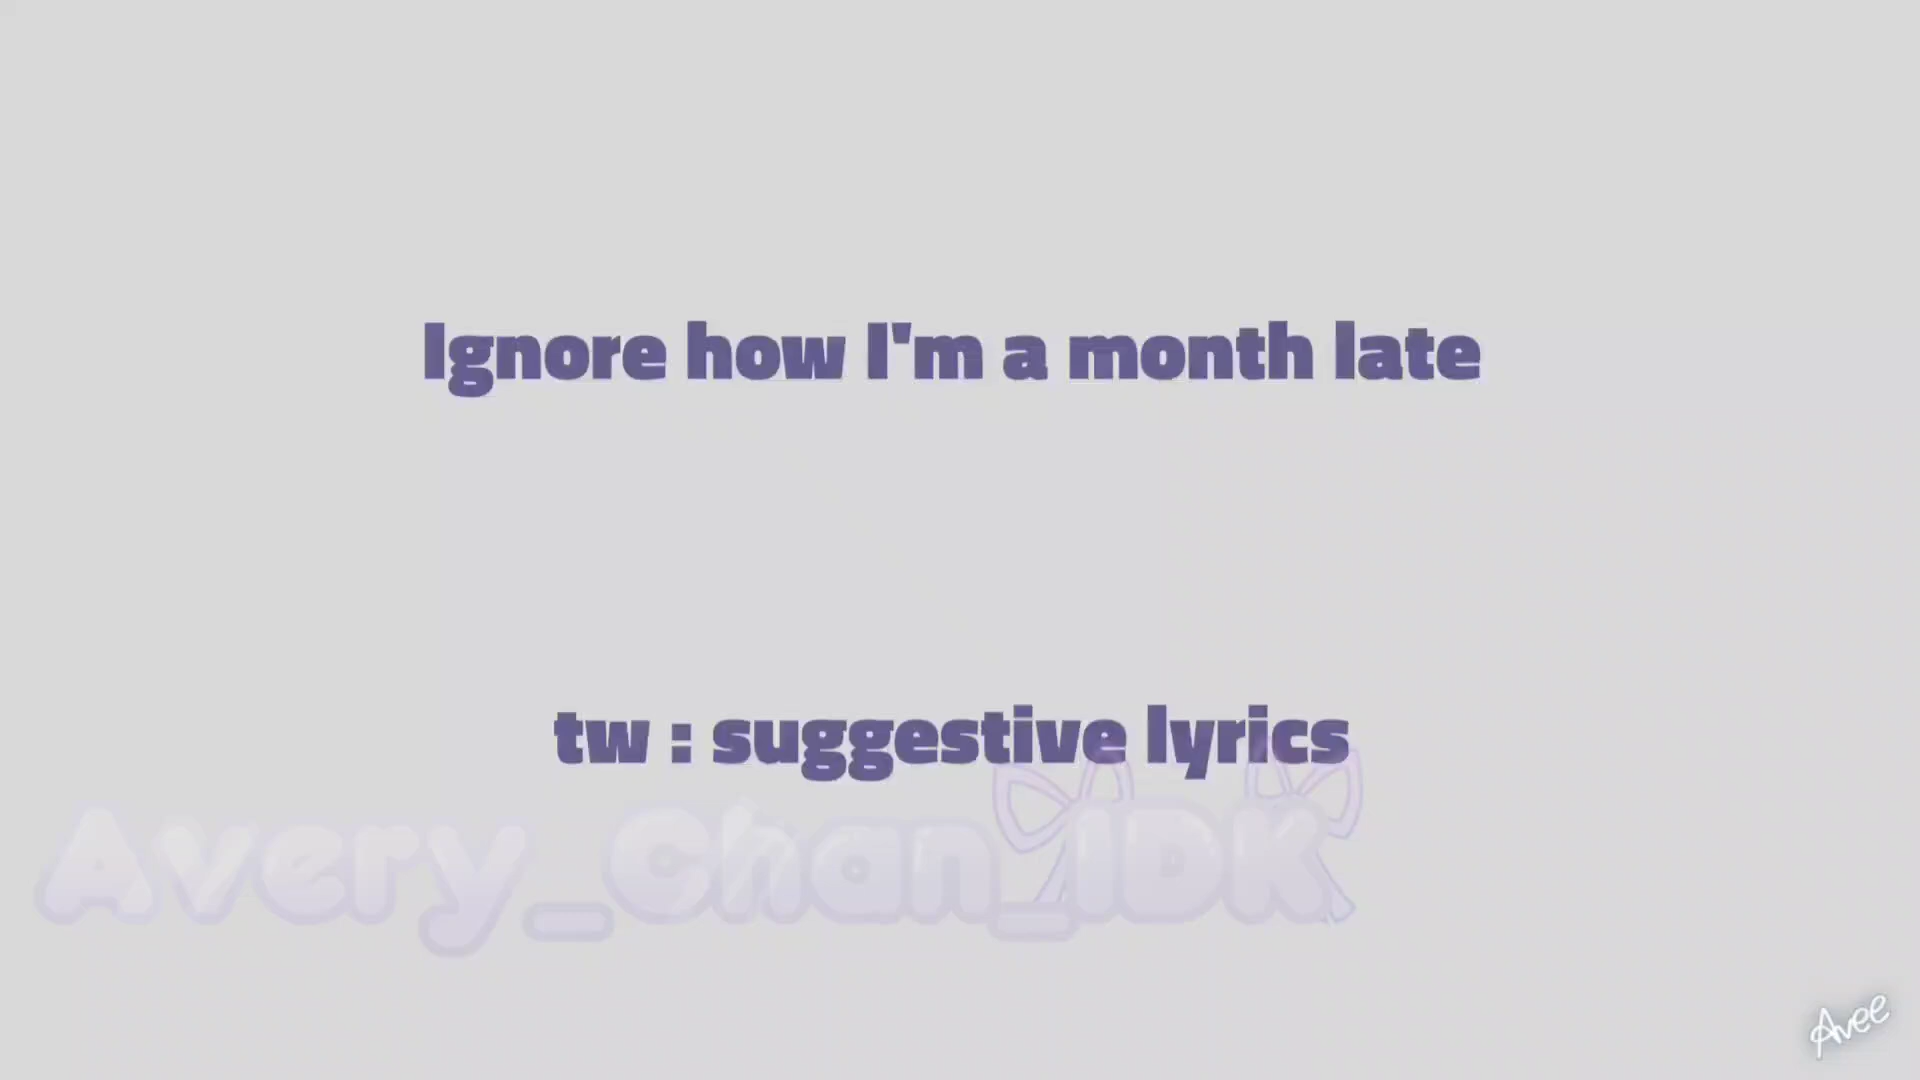 Ignore how I'm a month late
tw : suggestive lyrics
Avery_Chan_IDK
Avee